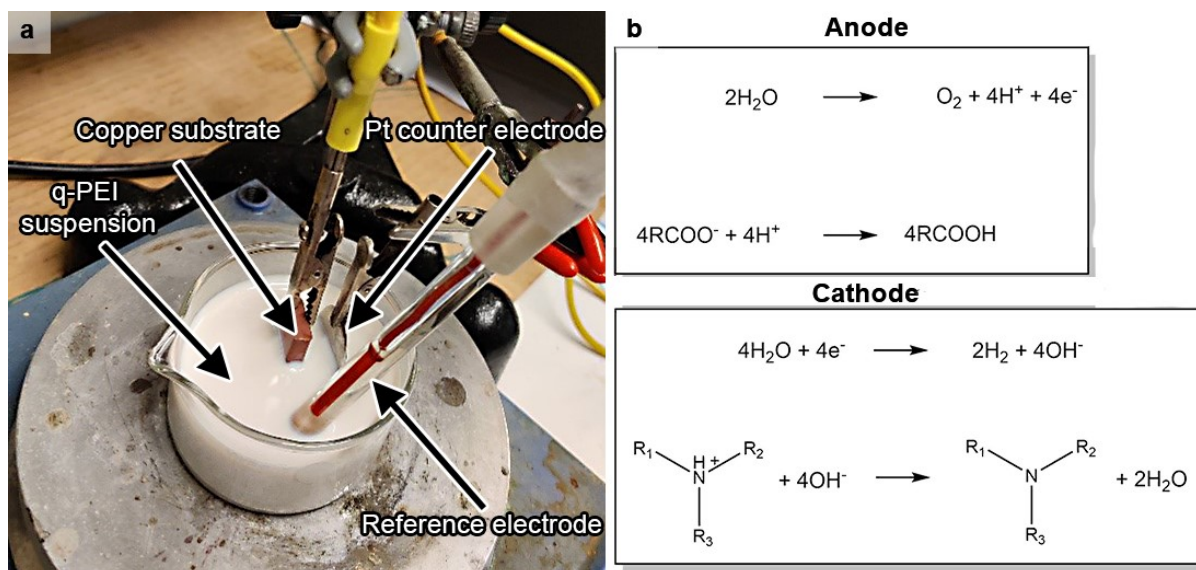 a
Copper substrate
Pt counter electrode
q-PEI
suspension
Reference electrode
b
Anode
2H₂O → O₂ + 4H⁺ + 4e⁻
4RCOO⁻ + 4H⁺ → 4RCOOH
Cathode
4H₂O + 4e⁻ → 2H₂ + 4OH⁻
R₁ H + R₂
N + 4OH⁻ → N + 2H₂O
R₃
R₁ R₂
R₃